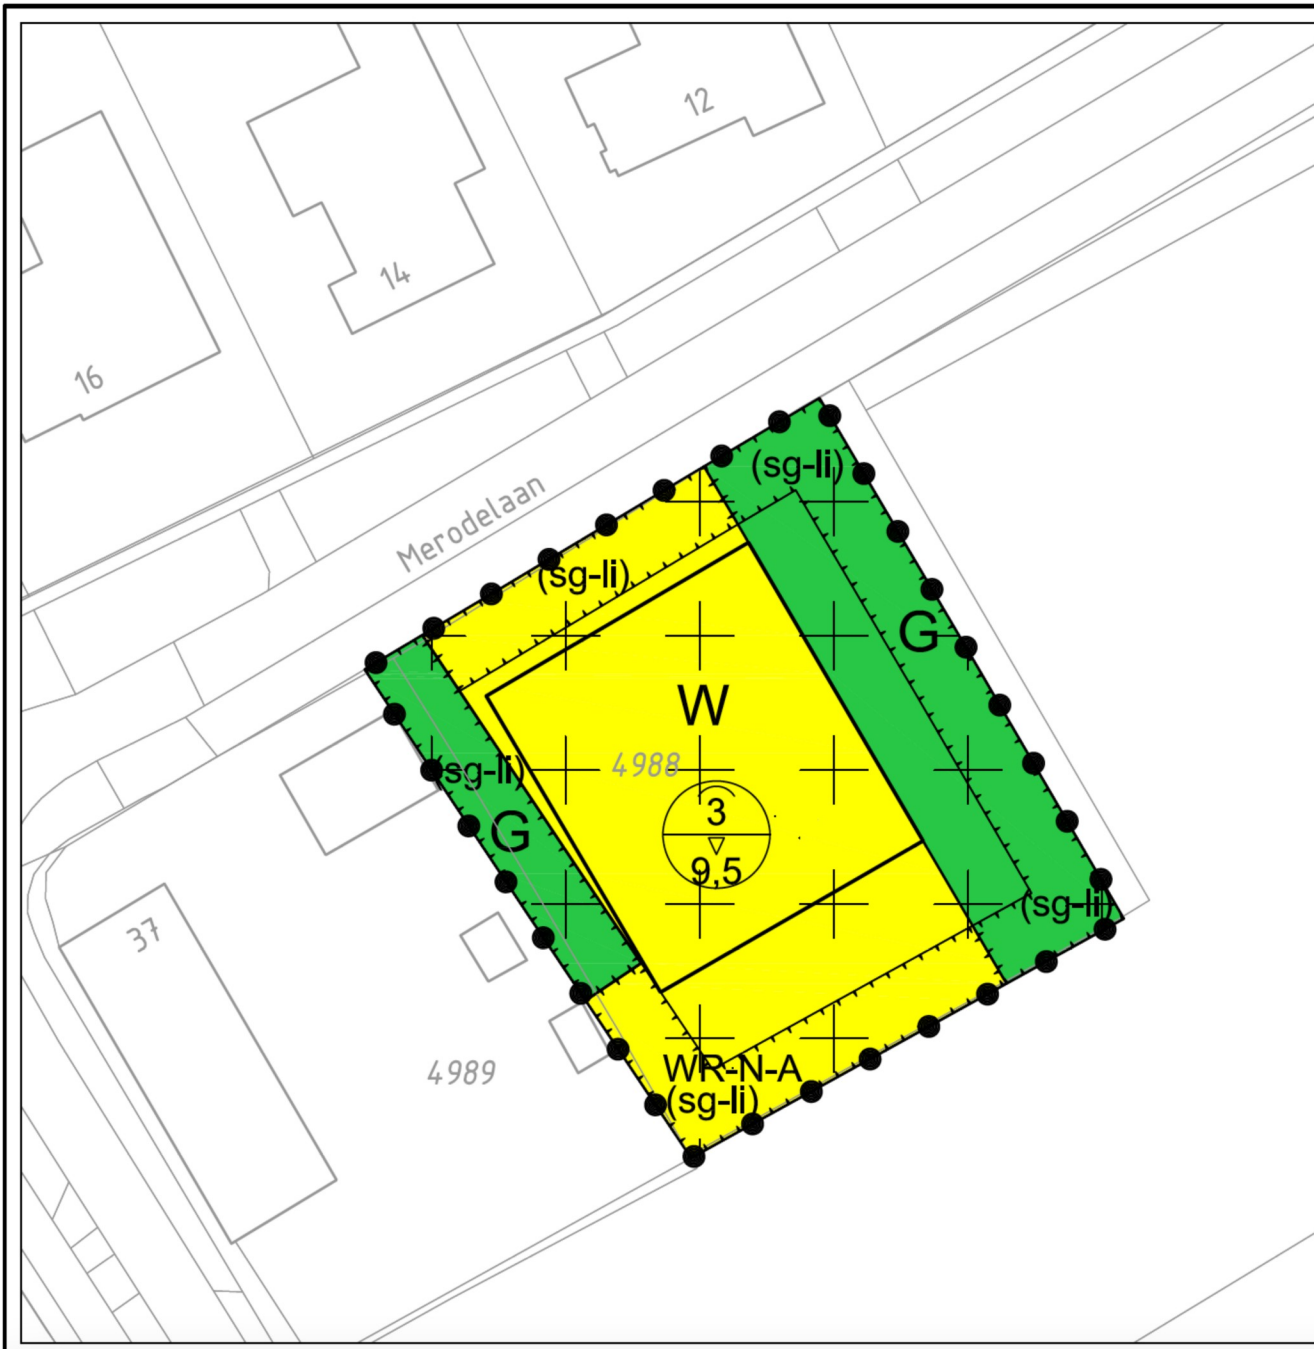 12
14
16
(sg-li)
Merodelaan
(sg-li)
G
W
4988
(sg-li)
3
G
9,5
(sg-li)
37
4989
WR-N-A
(sg-li)